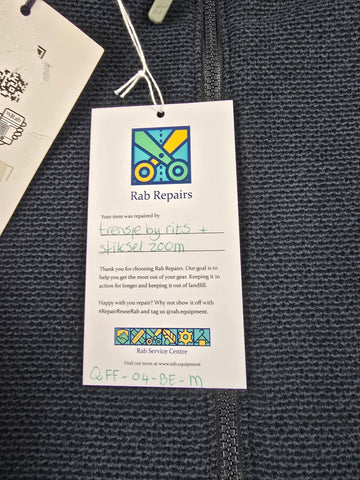 Rab Repairs
Your item was repaired by
trensje by rits +
stiksel zoom
Thank you for choosing Rab Repairs. Our goal is to
help you get the most out of your gear. Keeping it in
action for longer and keeping it out of landfill.
Happy with you repair? Why not show it off with
#RepairReuseRab and tag us @rab.equipment.
Rab Service Centre
Find out more at www.rab.equipment
QFF-04-BE-M